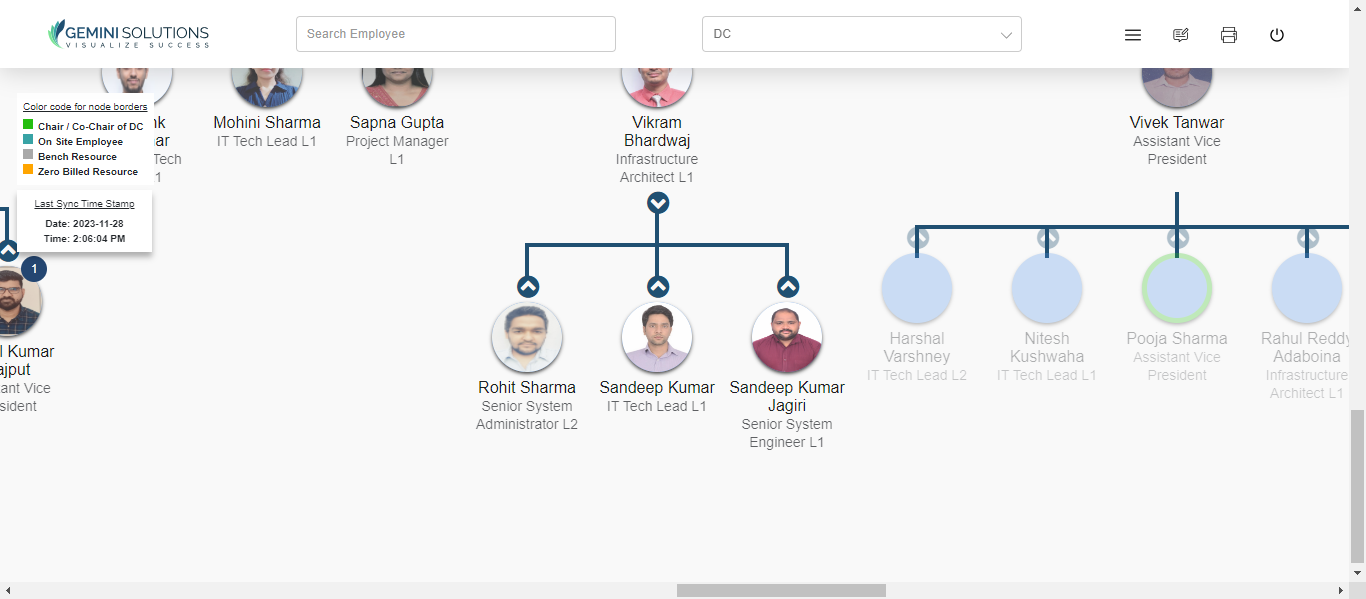 GEMINI SOLUTIONS
VISUALIZE SUCCESS
Search Employee
DC
Color code for node borders
Chair / Co-Chair of DC
On Site Employee
Bench Resource
Zero Billed Resource
Last Sync Time Stamp
Date: 2023-11-28
Time: 2:06:04 PM
nk
ar
Tech
1
Mohini Sharma
IT Tech Lead L1
Sapna Gupta
Project Manager
L1
Vikram
Bhardwaj
Infrastructure
Architect L1
Vivek Tanwar
Assistant Vice
President
1
l Kumar
ajput
ant Vice
sident
Rohit Sharma
Senior System
Administrator L2
Sandeep Kumar
IT Tech Lead L1
Sandeep Kumar
Jagiri
Senior System
Engineer L1
Harshal
Varshney
IT Tech Lead L2
Nitesh
Kushwaha
IT Tech Lead L1
Pooja Sharma
Assistant Vice
President
Rahul Reddy
Adaboina
Infrastructure
Architect L1